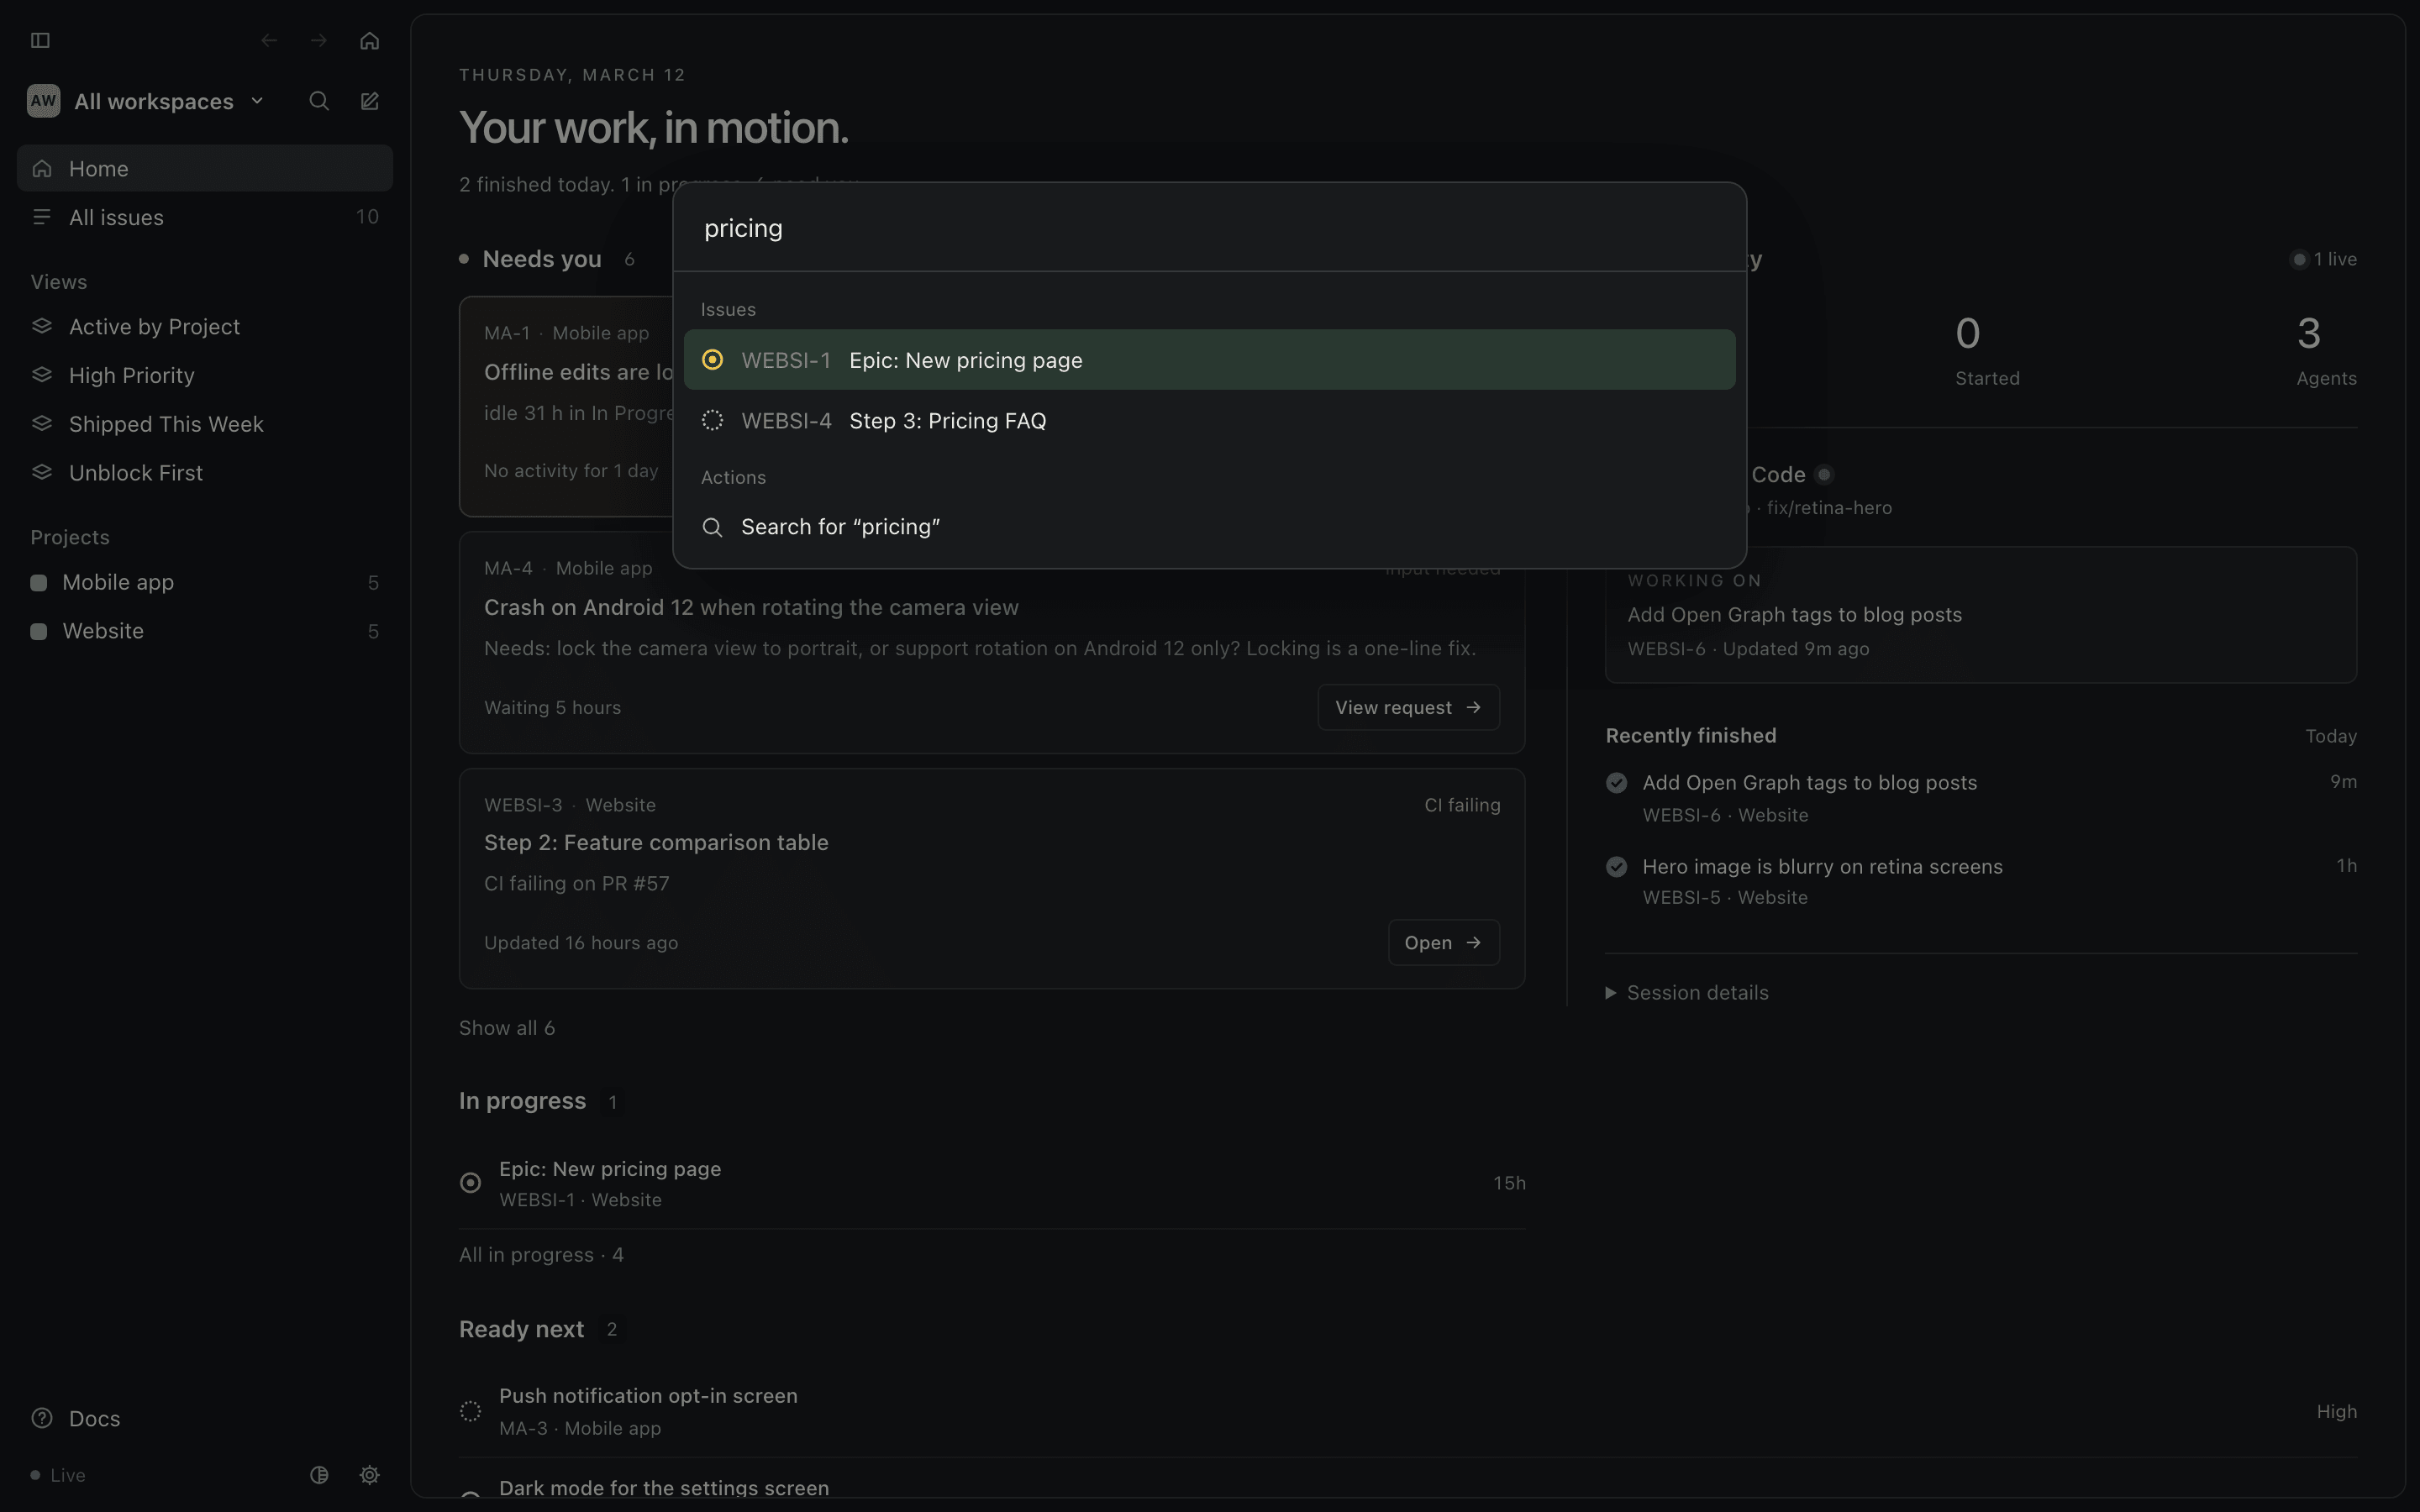 AW All workspaces
Home
All issues 10
Views
Active by Project
High Priority
Shipped This Week
Unblock First
Projects
Mobile app 5
Website 5
Docs
Live
THURSDAY, MARCH 12
Your work, in motion.
2 finished today. 1 in
Needs you 6
MA-1 · Mobile app
Offline edits are lo
idle 31 h in In Progre
No activity for 1 day
pricing
Issues
WEBSI-1 Epic: New pricing page
WEBSI-4 Step 3: Pricing FAQ
Actions
Search for “pricing”
MA-4 · Mobile app Input needed
Crash on Android 12 when rotating the camera view
Needs: lock the camera view to portrait, or support rotation on Android 12 only? Locking is a one-line fix.
Waiting 5 hours View request
WEBSI-3 · Website CI failing
Step 2: Feature comparison table
CI failing on PR #57
Updated 16 hours ago Open
Show all 6
In progress 1
Epic: New pricing page 15h
WEBSI-1 · Website
All in progress · 4
Ready next 2
Push notification opt-in screen High
MA-3 · Mobile app
Dark mode for the settings screen
1 live
0 3
Started Agents
Code
· fix/retina-hero
WORKING ON
Add Open Graph tags to blog posts
WEBSI-6 · Updated 9m ago
Recently finished Today
Add Open Graph tags to blog posts 9m
WEBSI-6 · Website
Hero image is blurry on retina screens 1h
WEBSI-5 · Website
Session details